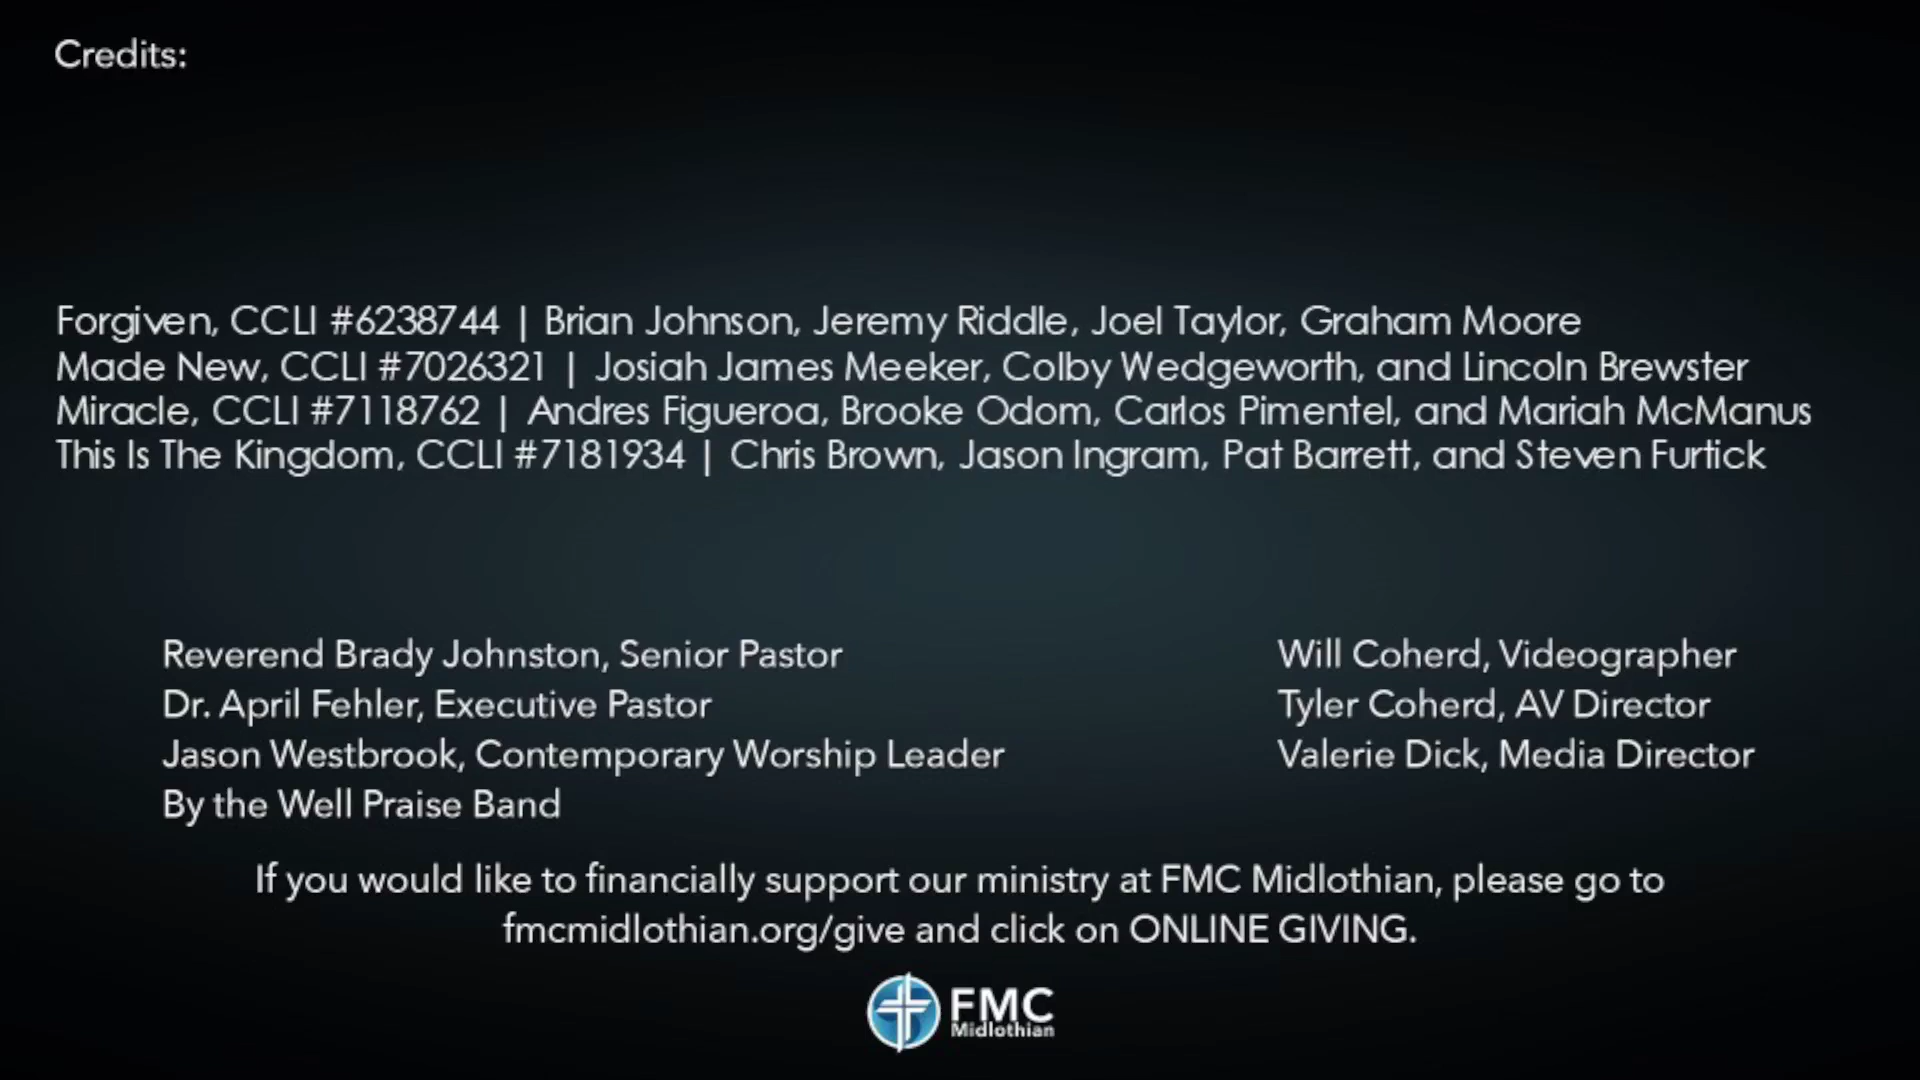 Credits:
Forgiven, CCLI #6238744 | Brian Johnson, Jeremy Riddle, Joel Taylor, Graham Moore
Made New, CCLI #7026321 | Josiah James Meeker, Colby Wedgeworth, and Lincoln Brewster
Miracle, CCLI #7118762 | Andres Figueroa, Brooke Odom, Carlos Pimentel, and Mariah McManus
This Is The Kingdom, CCLI #7181934 | Chris Brown, Jason Ingram, Pat Barrett, and Steven Furtick
Reverend Brady Johnston, Senior Pastor
Dr. April Fehler, Executive Pastor
Jason Westbrook, Contemporary Worship Leader
By the Well Praise Band
Will Coherd, Videographer
Tyler Coherd, AV Director
Valerie Dick, Media Director
If you would like to financially support our ministry at FMC Midlothian, please go to
fmcmidlothian.org/give and click on ONLINE GIVING.
FMC
Midlothian